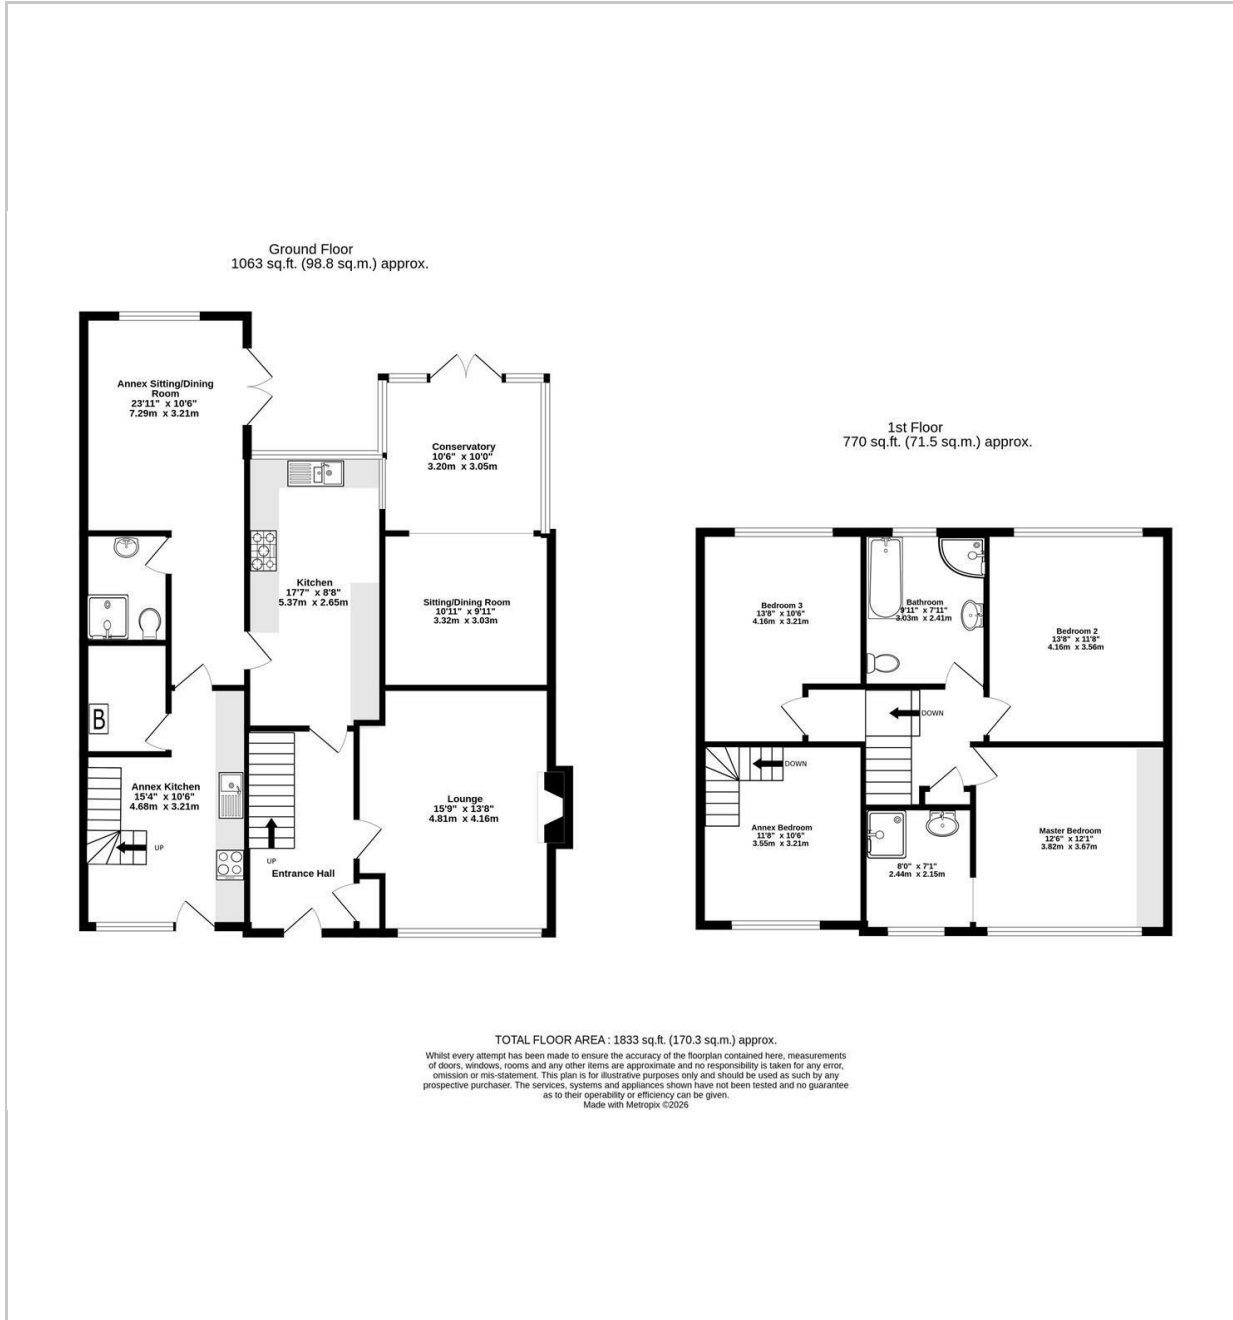 Ground Floor
1063 sq.ft. (98.8 sq.m.) approx.
Annex Sitting/Dining
Room
23'11" x 10'6"
7.29m x 3.21m
Conservatory
10'6" x 10'0"
3.20m x 3.05m
Kitchen
17'7" x 8'8"
5.37m x 2.65m
Sitting/Dining Room
10'11" x 9'11"
3.32m x 3.03m
B
Annex Kitchen
15'4" x 10'6"
4.68m x 3.21m
UP
Lounge
15'9" x 13'8"
4.81m x 4.16m
UP
Entrance Hall
1st Floor
770 sq.ft. (71.5 sq.m.) approx.
Bedroom 3
13'8" x 10'6"
4.16m x 3.21m
Bathroom
9'11" x 7'11"
3.03m x 2.41m
Bedroom 2
13'8" x 11'8"
4.16m x 3.56m
DOWN
DOWN
Annex Bedroom
11'8" x 10'6"
3.55m x 3.21m
8'0" x 7'1"
2.44m x 2.15m
Master Bedroom
12'6" x 12'1"
3.82m x 3.67m
TOTAL FLOOR AREA : 1833 sq.ft. (170.3 sq.m.) approx.
Whilst every attempt has been made to ensure the accuracy of the floorplan contained here, measurements
of doors, windows, rooms and any other items are approximate and no responsibility is taken for any error,
omission or mis-statement. This plan is for illustrative purposes only and should be used as such by any
prospective purchaser. The services, systems and appliances shown have not been tested and no guarantee
as to their operability or efficiency can be given.
Made with Metropix ©2026